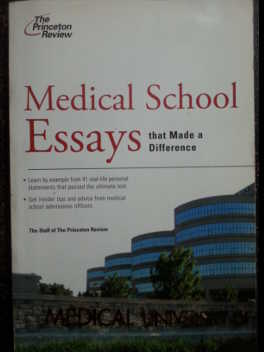 The
Princeton
Review
Medical School
Essays that Made a
Difference
• Learn by example from 41 real-life personal
statements that passed the ultimate test
• Get insider tips and advice from medical
school admissions officers
The Staff of The Princeton Review
MEDICAL UNIVERSITY OF